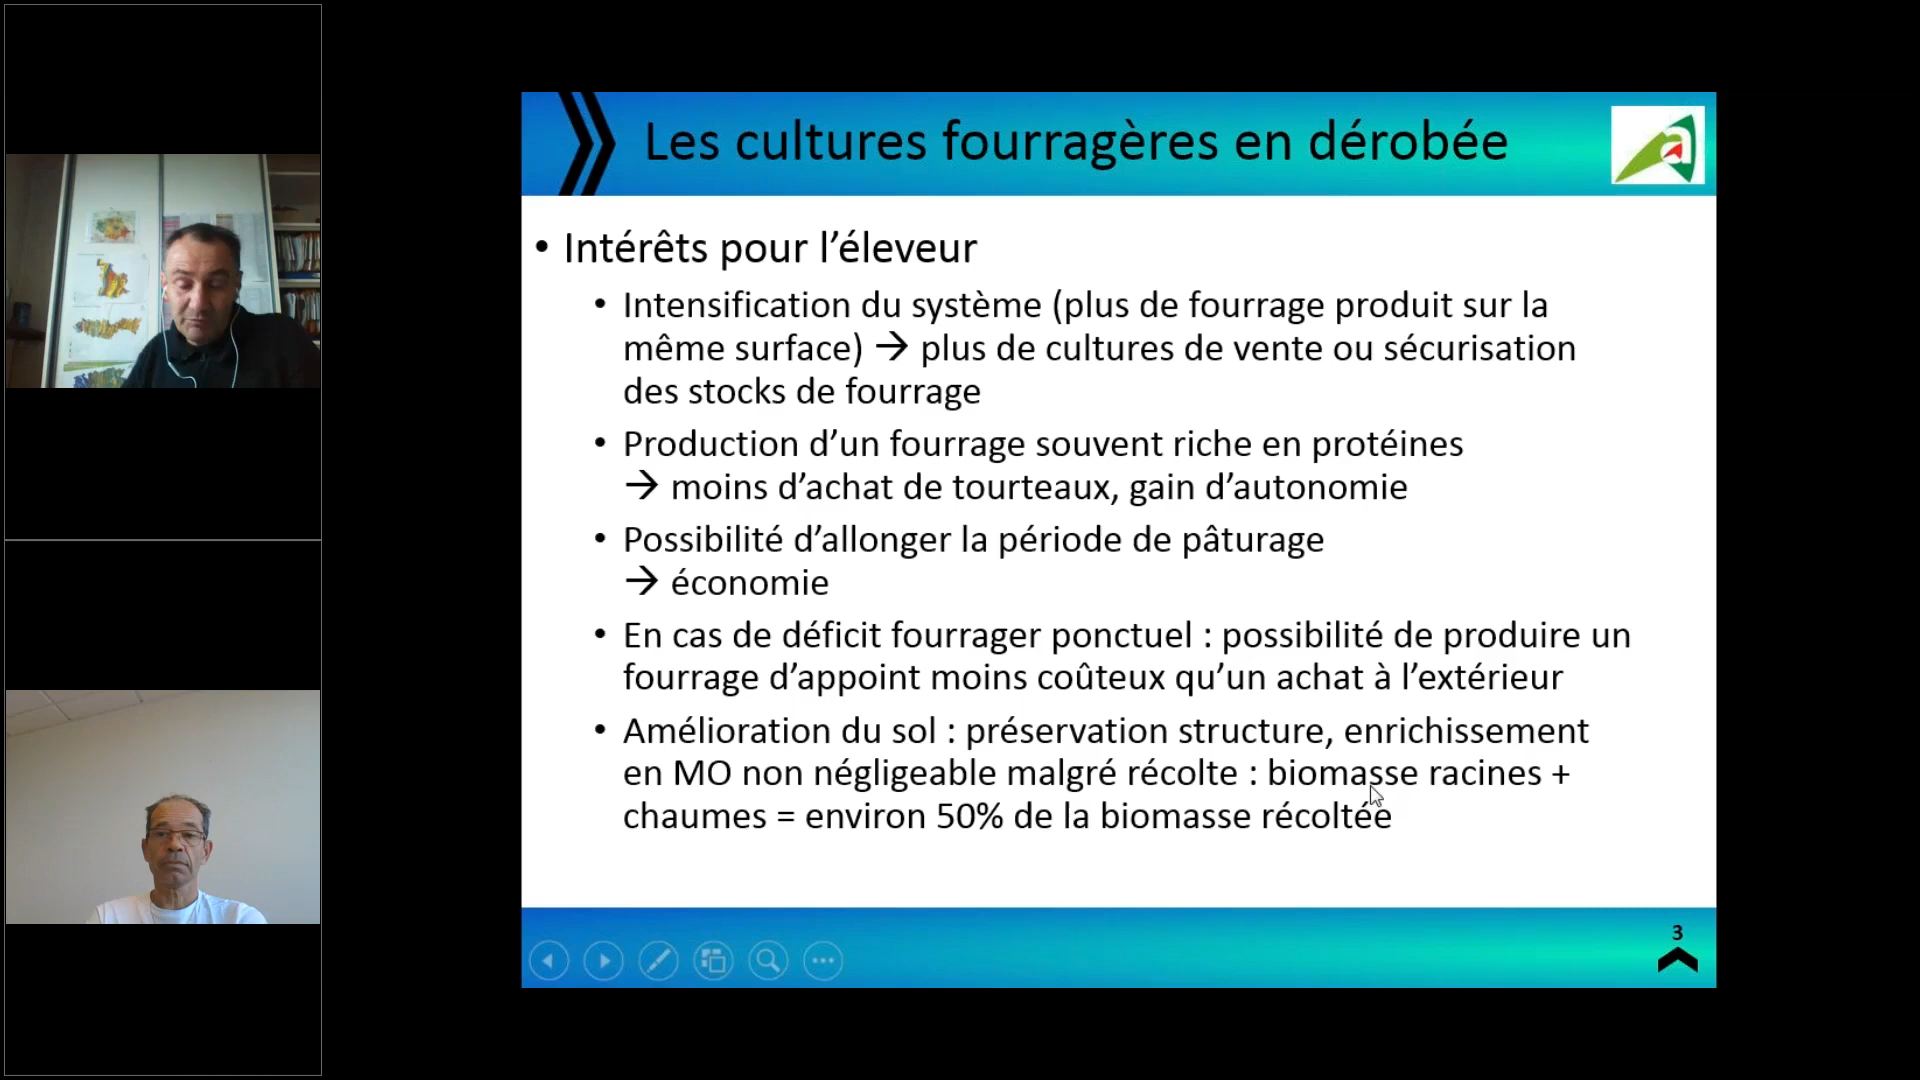 Les cultures fourragères en dérobée
• Intérêts pour l’éleveur
• Intensification du système (plus de fourrage produit sur la
même surface) → plus de cultures de vente ou sécurisation
des stocks de fourrage
• Production d’un fourrage souvent riche en protéines
→ moins d’achat de tourteaux, gain d’autonomie
• Possibilité d’allonger la période de pâturage
→ économie
• En cas de déficit fourrager ponctuel : possibilité de produire un
fourrage d’appoint moins coûteux qu’un achat à l’extérieur
• Amélioration du sol : préservation structure, enrichissement
en MO non négligeable malgré récolte : biomasse racines +
chaumes = environ 50% de la biomasse récoltée
3